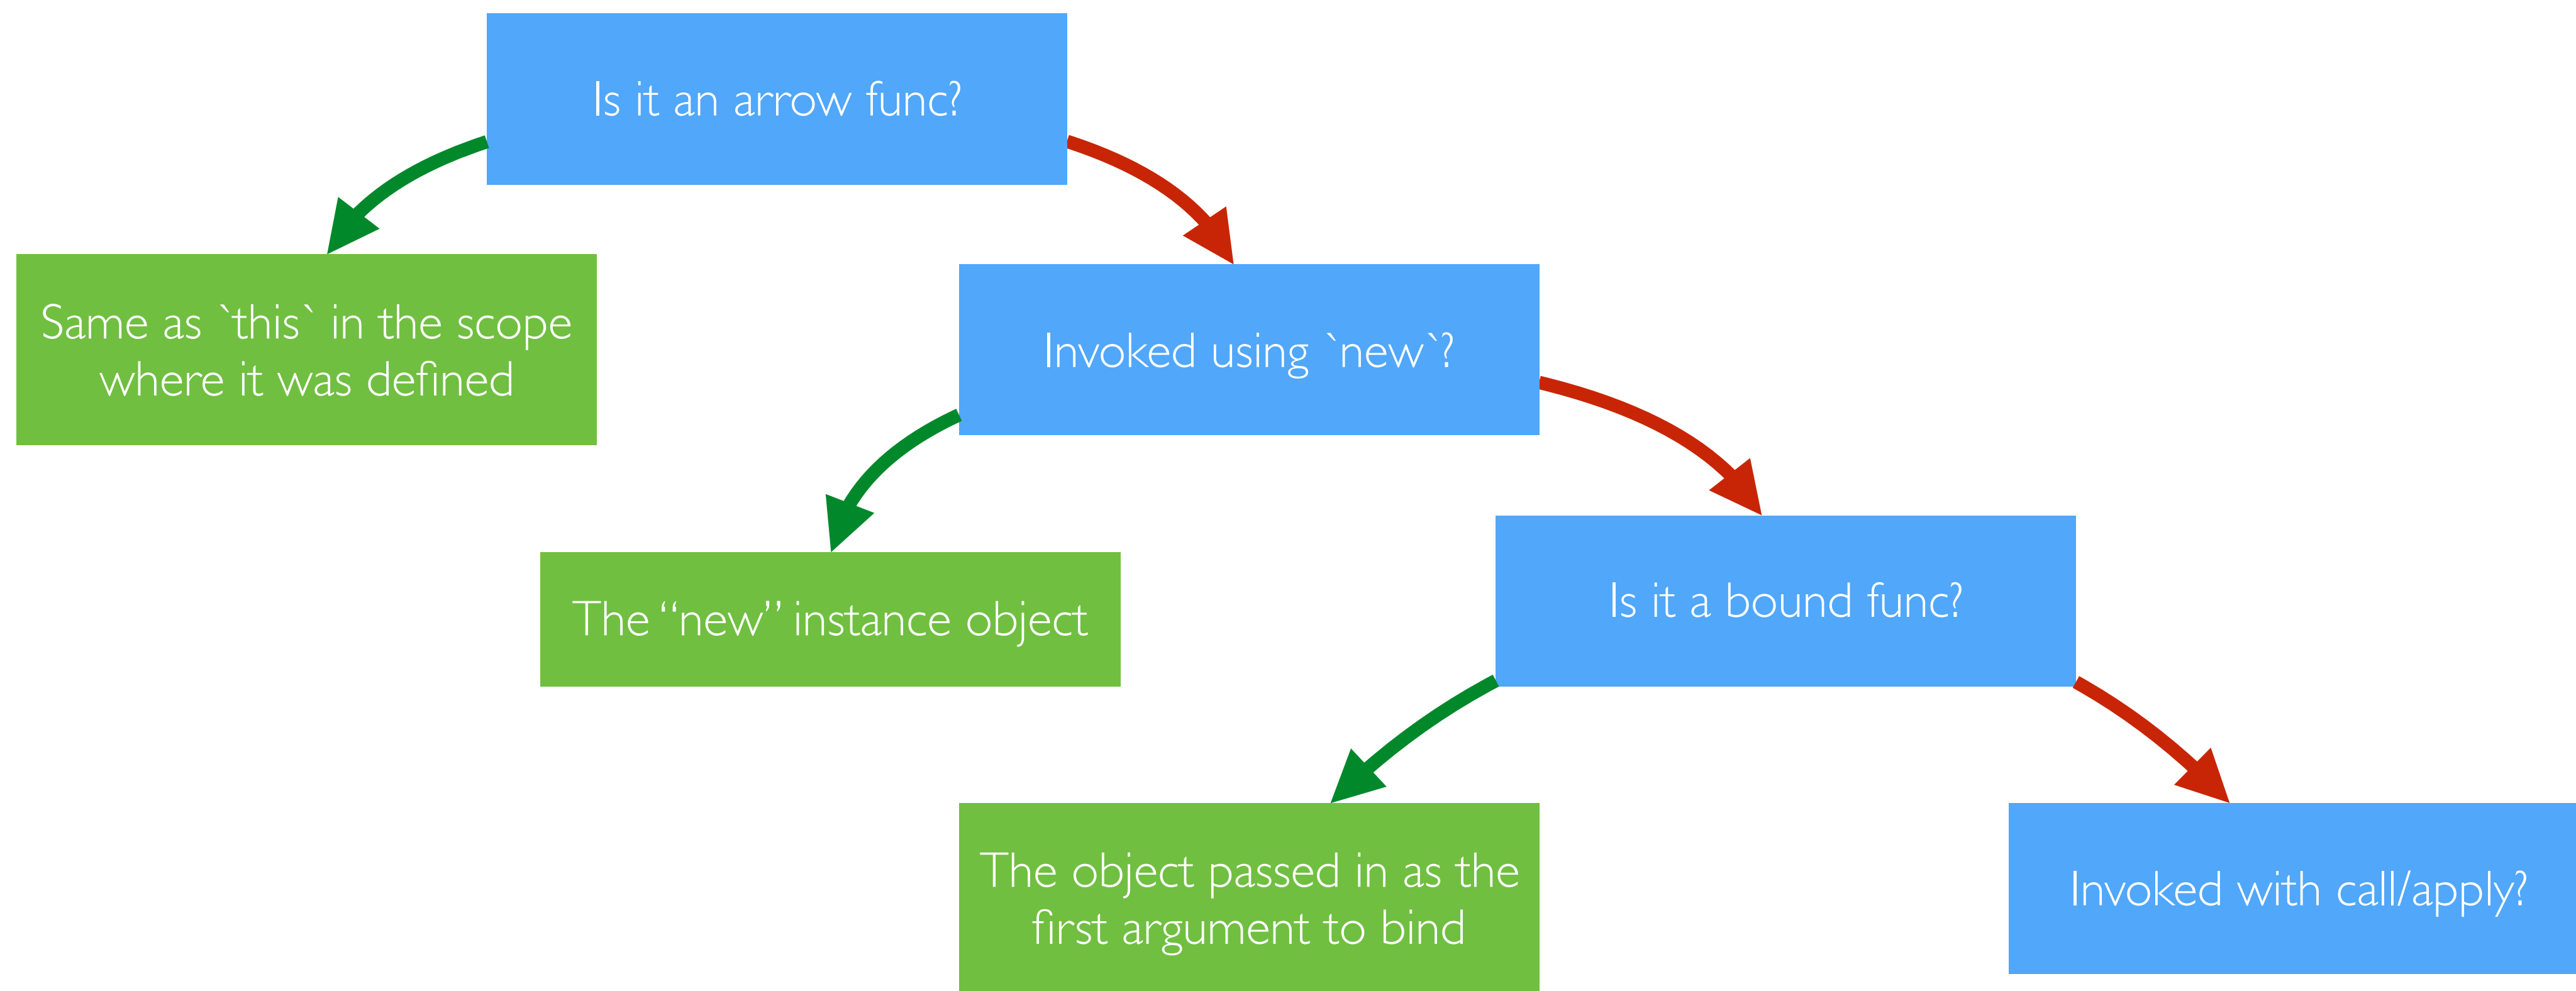 Is it an arrow func?
Same as `this` in the scope
where it was defined
Invoked using `new`?
The “new” instance object
Is it a bound func?
The object passed in as the
first argument to bind
Invoked with call/apply?